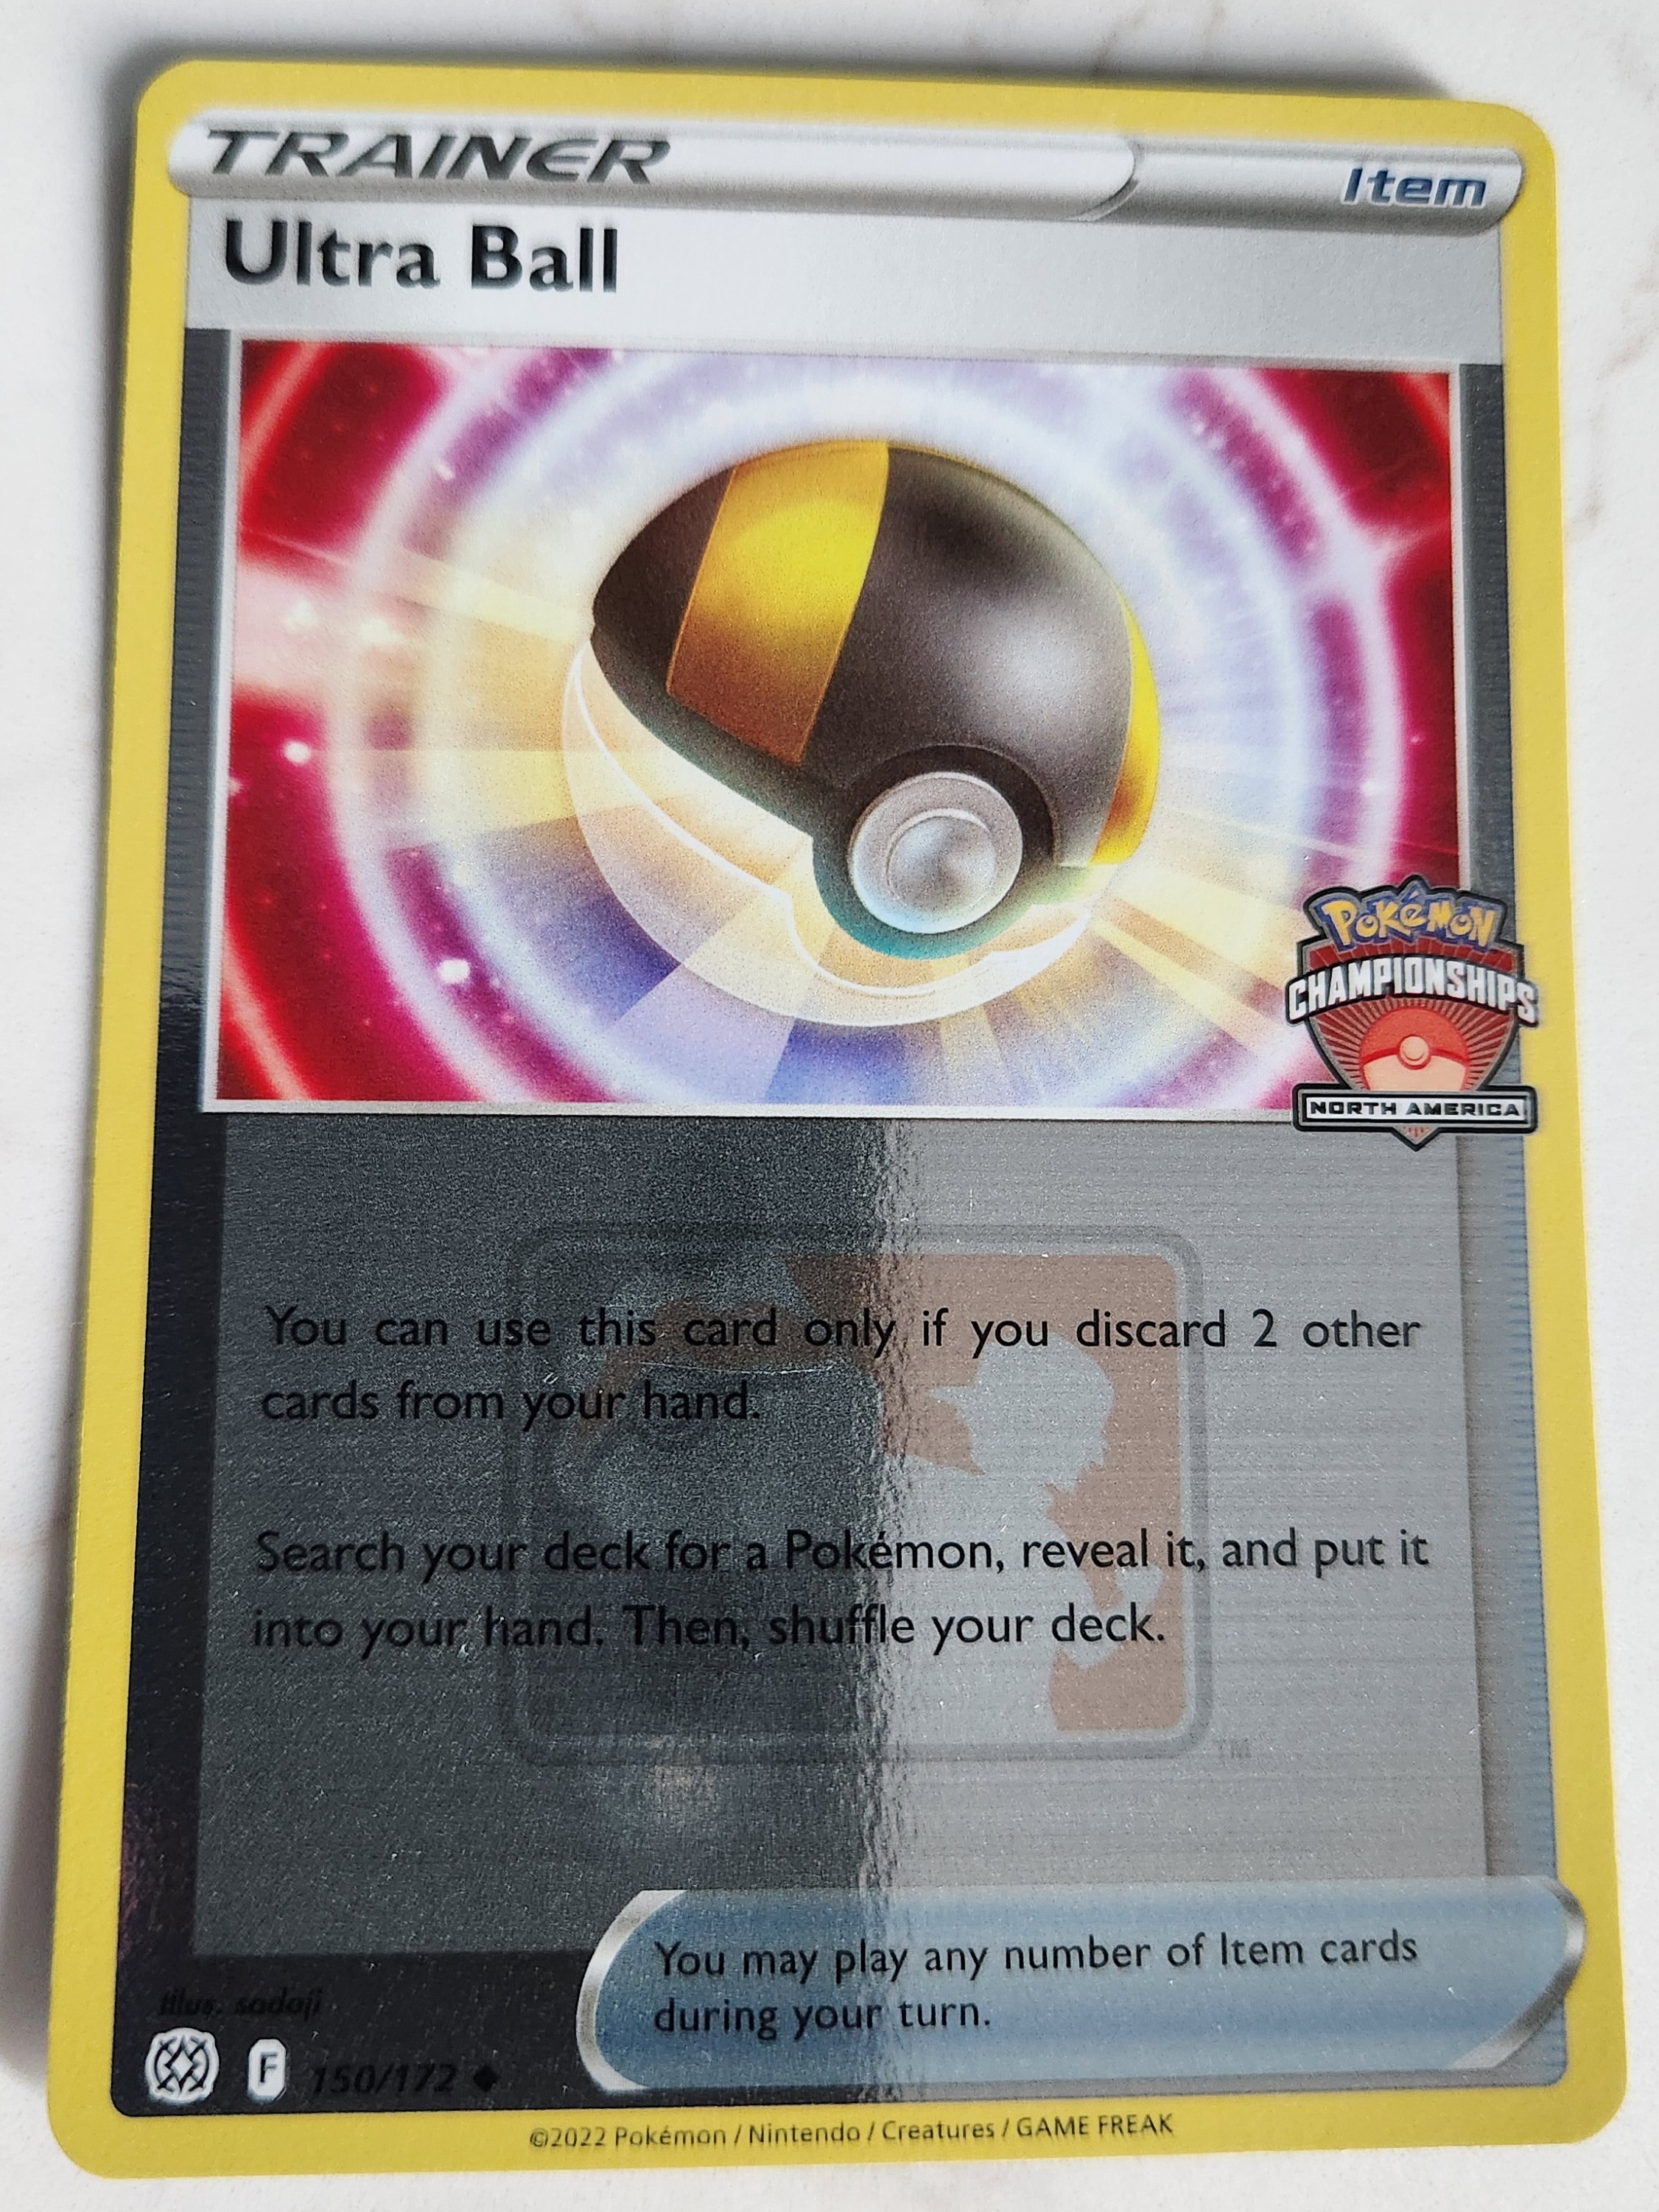 TRAINER
Item
Ultra Ball
POKéMON
CHAMPIONSHIPS
NORTH AMERICA
You can use this card only if you discard 2 other
cards from your hand.
Search your deck for a Pokémon, reveal it, and put it
into your hand. Then, shuffle your deck.
TM
You may play any number of Item cards
during your turn.
Illus. sadaji
F 150/172
©2022 Pokémon / Nintendo / Creatures / GAME FREAK